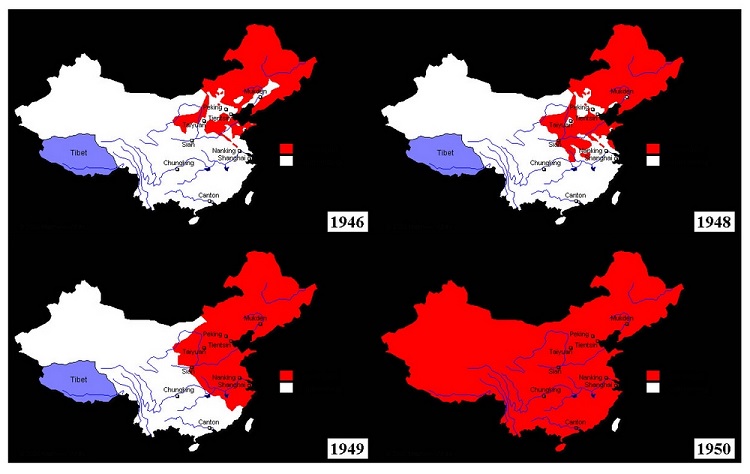 Mukden
Peking
Tientsin
Taiyuan
Sian
Tibet
Nanking
Shanghai
Chungking
Canton
1946
Mukden
Peking
Tientsin
Taiyuan
Sian
Tibet
Nanking
Shanghai
Chungking
Canton
1948
Mukden
Peking
Tientsin
Taiyuan
Sian
Tibet
Nanking
Shanghai
Chungking
Canton
1949
Mukden
Peking
Tientsin
Taiyuan
Sian
Nanking
Shanghai
Chungking
Canton
1950